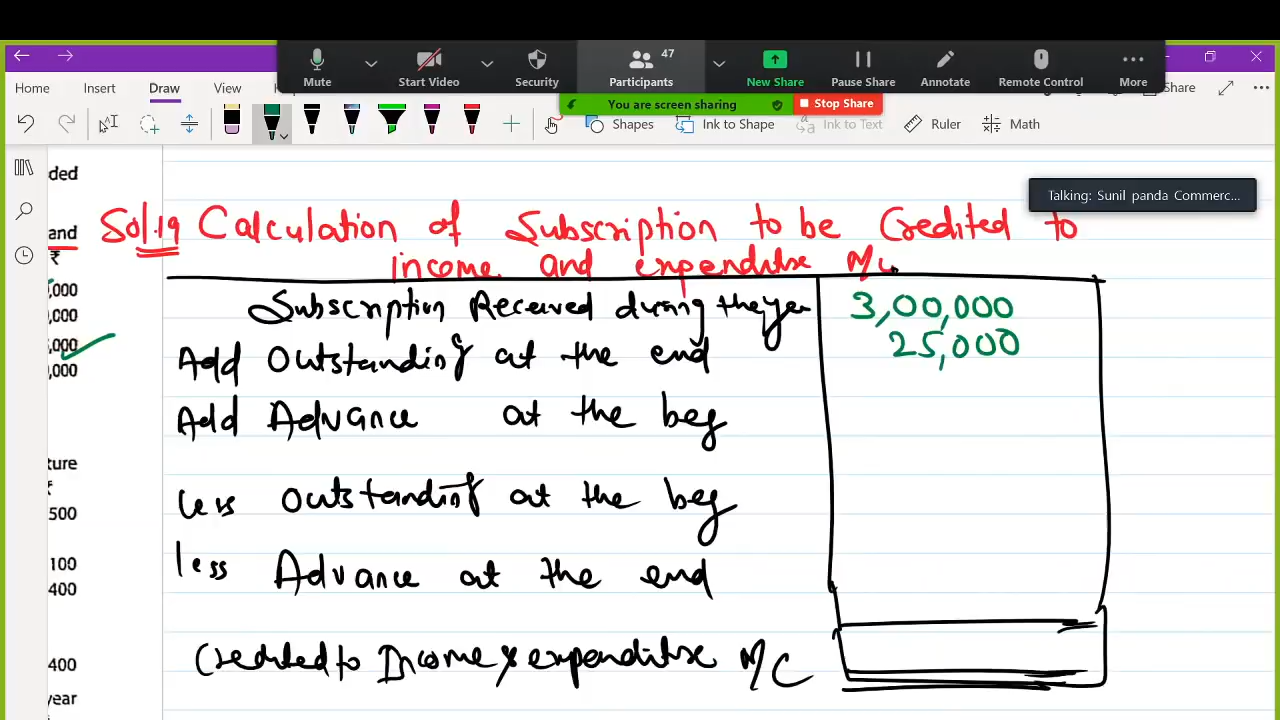 47
Mute
Start Video
Security
Participants
New Share
Pause Share
Annotate
Remote Control
More
You are screen sharing
Stop Share
Home Insert Draw View
Share
Shapes
Ink to Shape
Ink to Text
Ruler
Math
Talking: Sunil panda Commerc...
ded
and
₹
,000
,000
,000
,000
ture
₹
500
100
400
400
year
Sol.19 Calculation of Subscription to be Credited to
income and expenditure A/c
Subscription Received during the year 3,00,000
Add Outstanding at the end 25,000
Add Advance at the beg
less Outstanding at the beg
less Advance at the end
Credited to Income & expenditure A/C